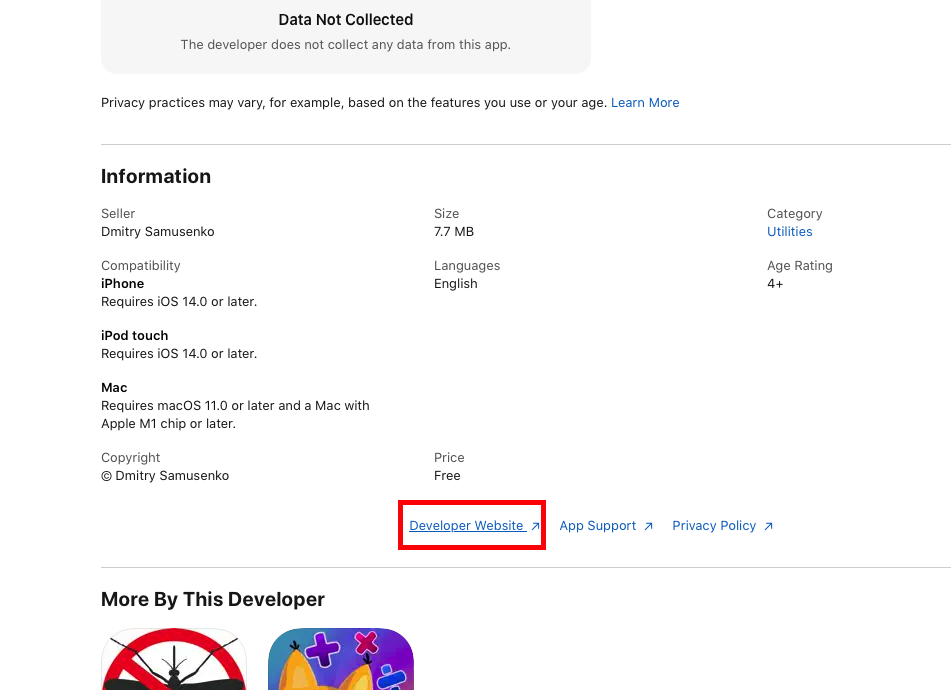 Data Not Collected
The developer does not collect any data from this app.
Privacy practices may vary, for example, based on the features you use or your age. Learn More
Information
Seller
Dmitry Samusenko
Size
7.7 MB
Category
Utilities
Compatibility
iPhone
Requires iOS 14.0 or later.
iPod touch
Requires iOS 14.0 or later.
Mac
Requires macOS 11.0 or later and a Mac with
Apple M1 chip or later.
Languages
English
Age Rating
4+
Copyright
© Dmitry Samusenko
Price
Free
Developer Website ↗ App Support ↗ Privacy Policy ↗
More By This Developer